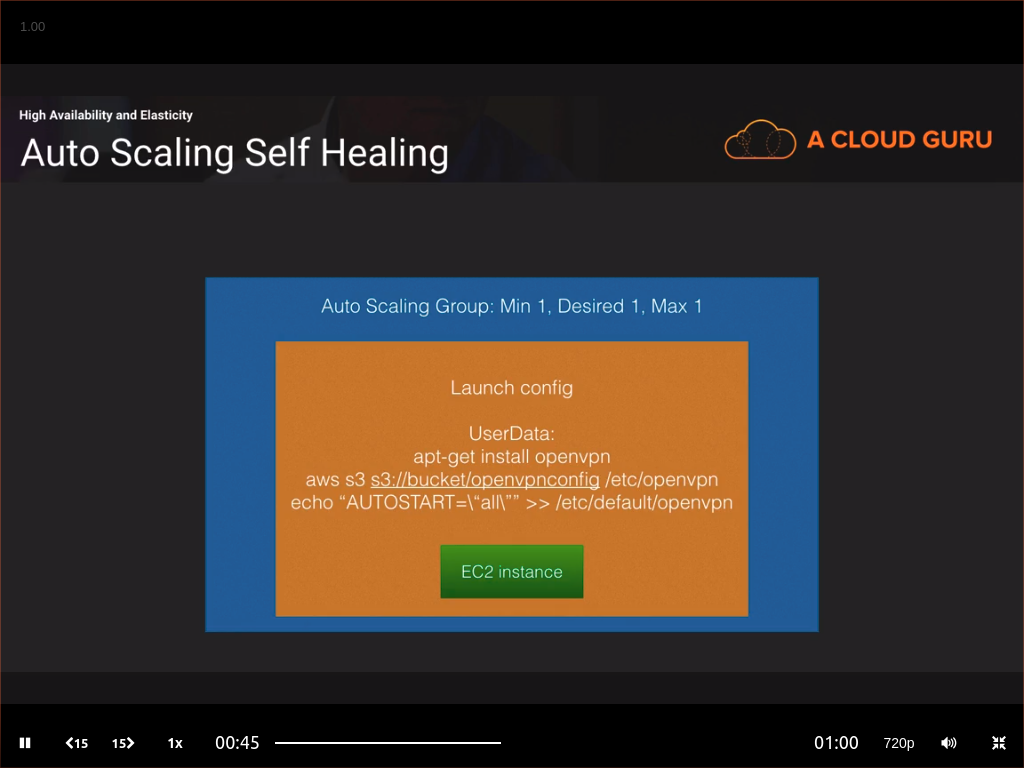 1.00
High Availability and Elasticity
Auto Scaling Self Healing
A CLOUD GURU
Auto Scaling Group: Min 1, Desired 1, Max 1
Launch config
UserData:
apt-get install openvpn
aws s3 s3://bucket/openvpnconfig /etc/openvpn
echo “AUTOSTART=\“all\”” >> /etc/default/openvpn
EC2 instance
15 15 1x 00:45 01:00 720p